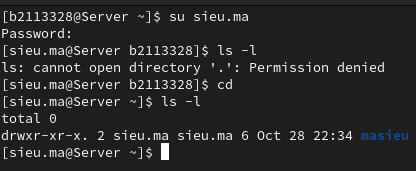 [b2113328@Server ~]$ su sieu.ma
Password:
[sieu.ma@Server b2113328]$ ls -l
ls: cannot open directory '.': Permission denied
[sieu.ma@Server b2113328]$ cd
[sieu.ma@Server ~]$ ls -l
total 0
drwxr-xr-x. 2 sieu.ma sieu.ma 6 Oct 28 22:34 masieu
[sieu.ma@Server ~]$